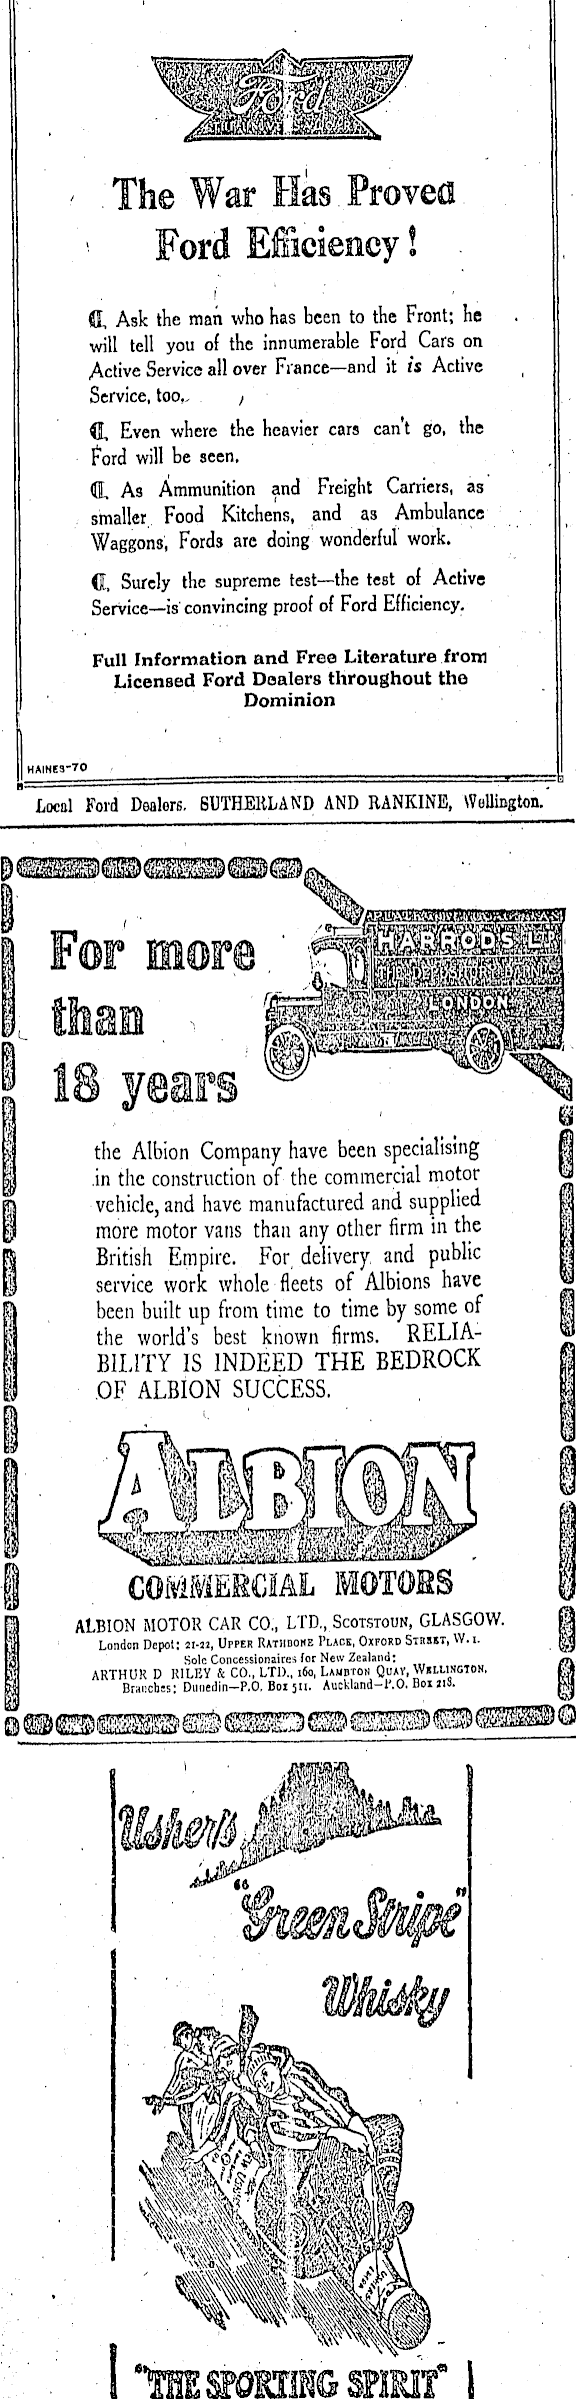 Ford
THE UNIVERSAL CAR
The War Has Proved
Ford Efficiency!
Ask the man who has been to the Front; he
will tell you of the innumerable Ford Cars on
Active Service all over France—and it is Active
Service, too.
Even where the heavier cars can't go, the
Ford will be seen.
As Ammunition and Freight Carriers, as
smaller Food Kitchens, and as Ambulance
Waggons, Fords are doing wonderful work.
Surely the supreme test—the test of Active
Service—is convincing proof of Ford Efficiency.
Full Information and Free Literature from
Licensed Ford Dealers throughout the
Dominion
HAINES-70
Local Ford Dealers. SUTHERLAND AND RANKINE, Wellington.
For more
than
18 years
HARRODS LTD
LONDON
the Albion Company have been specialising
in the construction of the commercial motor
vehicle, and have manufactured and supplied
more motor vans than any other firm in the
British Empire. For delivery and public
service work whole fleets of Albions have
been built up from time to time by some of
the world's best known firms. RELIA-
BILITY IS INDEED THE BEDROCK
OF ALBION SUCCESS.
ALBION
COMMERCIAL MOTORS
ALBION MOTOR CAR CO., LTD., SCOTSTOUN, GLASGOW.
London Depot: 21-22, UPPER RATHBONE PLACE, OXFORD STREET, W. 1.
Sole Concessionaires for New Zealand:
ARTHUR D RILEY & CO., LTD., 160, LAMBTON QUAY, WELLINGTON.
Branches: Dunedin—P.O. Box 511. Auckland—P.O. Box 218.
Usher's
"Green Stripe"
Whisky
"THE SPORTING SPIRIT"